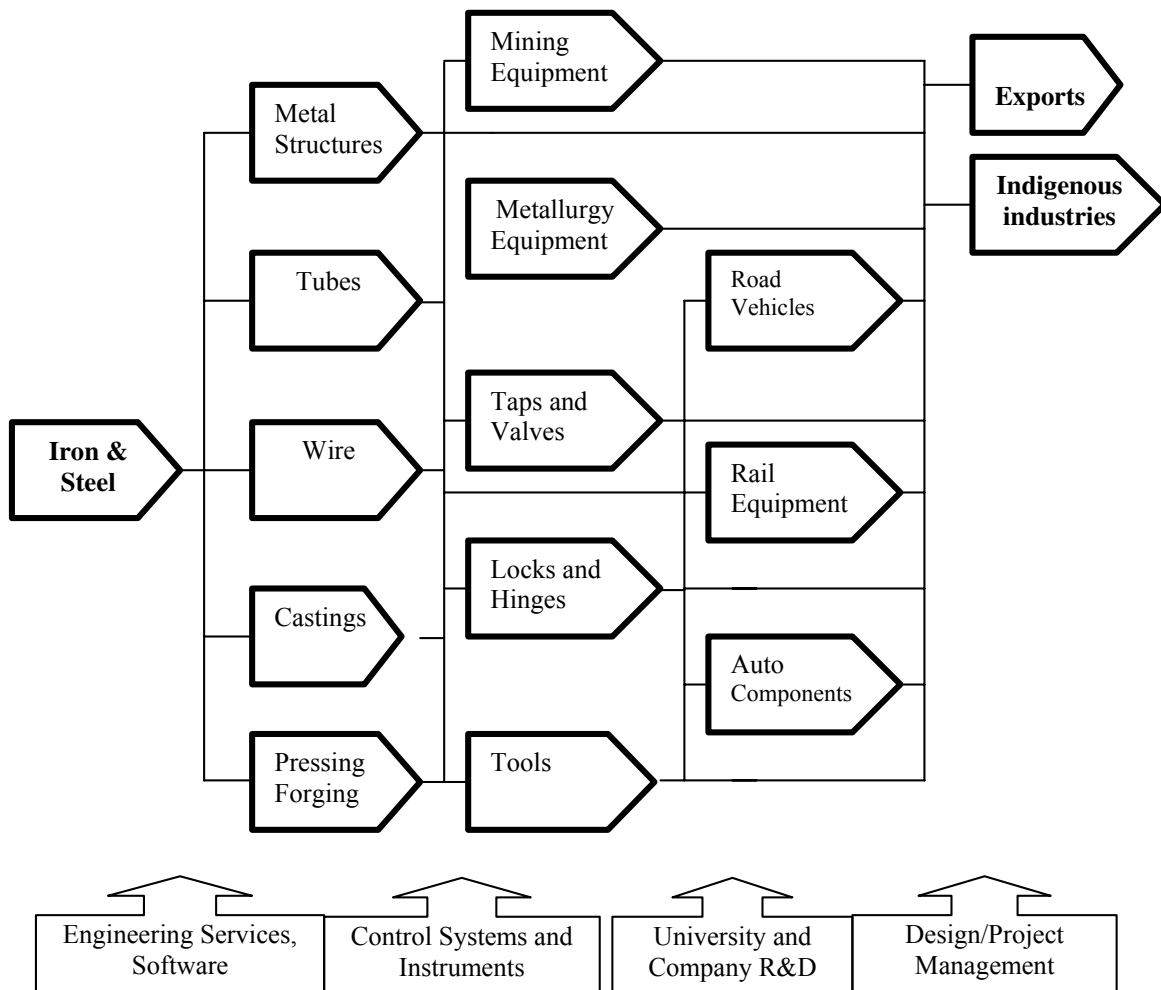 Iron &
Steel
Metal
Structures
Tubes
Wire
Castings
Pressing
Forging
Mining
Equipment
Metallurgy
Equipment
Taps and
Valves
Locks and
Hinges
Tools
Road
Vehicles
Rail
Equipment
Auto
Components
Exports
Indigenous
industries
Engineering Services,
Software
Control Systems and
Instruments
University and
Company R&D
Design/Project
Management